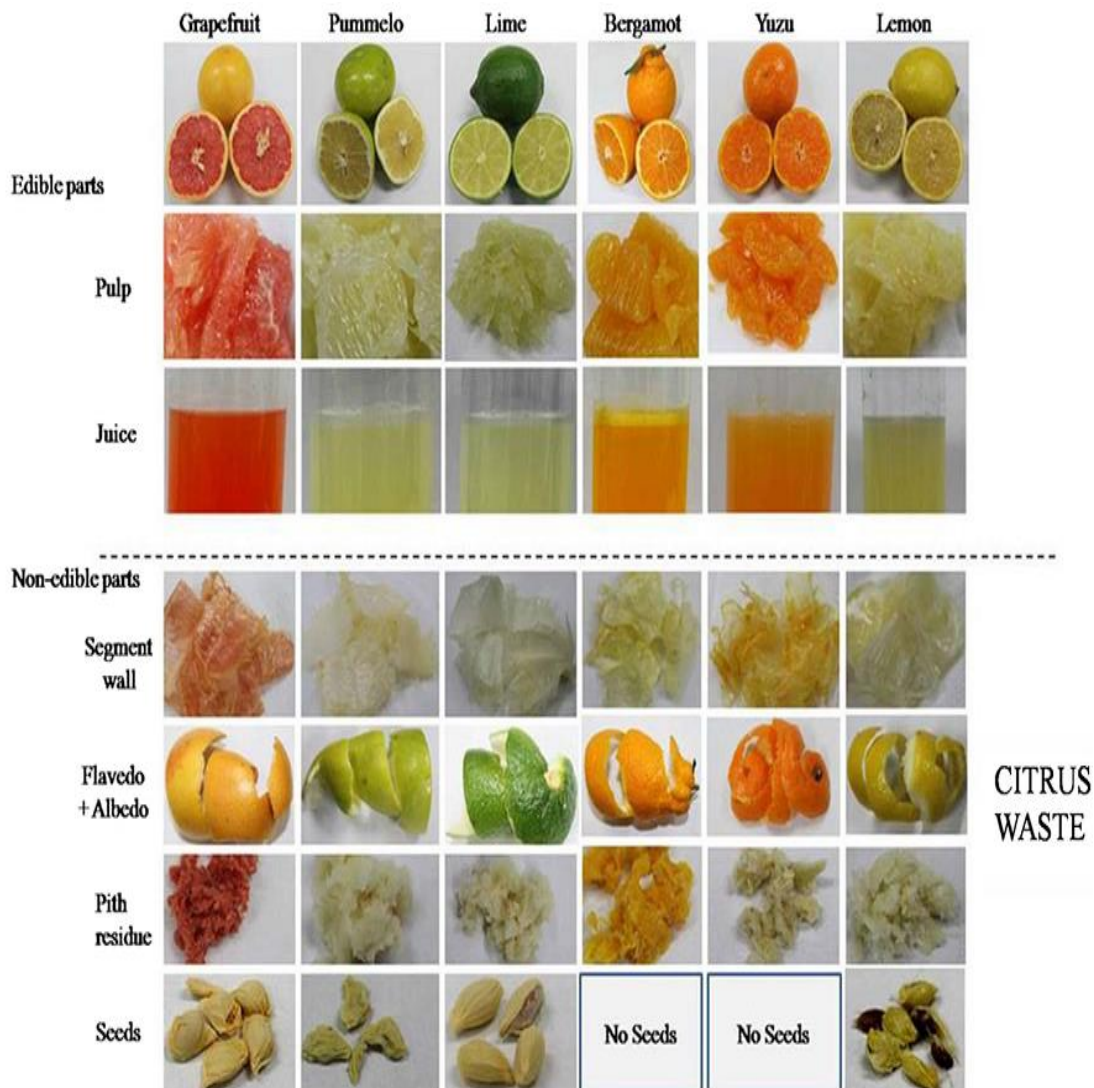 Grapefruit Pummelo Lime Bergamot Yuzu Lemon
Edible parts
Pulp
Juice
Non-edible parts
Segment
wall
Flavedo
+ Albedo
CITRUS
WASTE
Pith
residue
Seeds
No Seeds
No Seeds